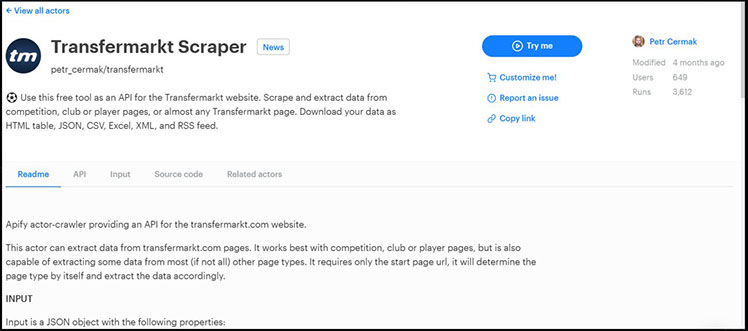 ← View all actors
tm
Transfermarkt Scraper News
petr_cermak/transfermarkt
Use this free tool as an API for the Transfermarkt website. Scrape and extract data from
competition, club or player pages, or almost any Transfermarkt page. Download your data as
HTML table, JSON, CSV, Excel, XML, and RSS feed.
Try me
Customize me!
Report an issue
Copy link
Petr Cermak
Modified 4 months ago
Users 649
Runs 3,612
Readme API Input Source code Related actors
Apify actor-crawler providing an API for the transfermarkt.com website.
This actor can extract data from transfermarkt.com pages. It works best with competition, club or player pages, but is also
capable of extracting some data from most (if not all) other page types. It requires only the start page url, it will determine the
page type by itself and extract the data accordingly.
INPUT
Input is a JSON object with the following properties: